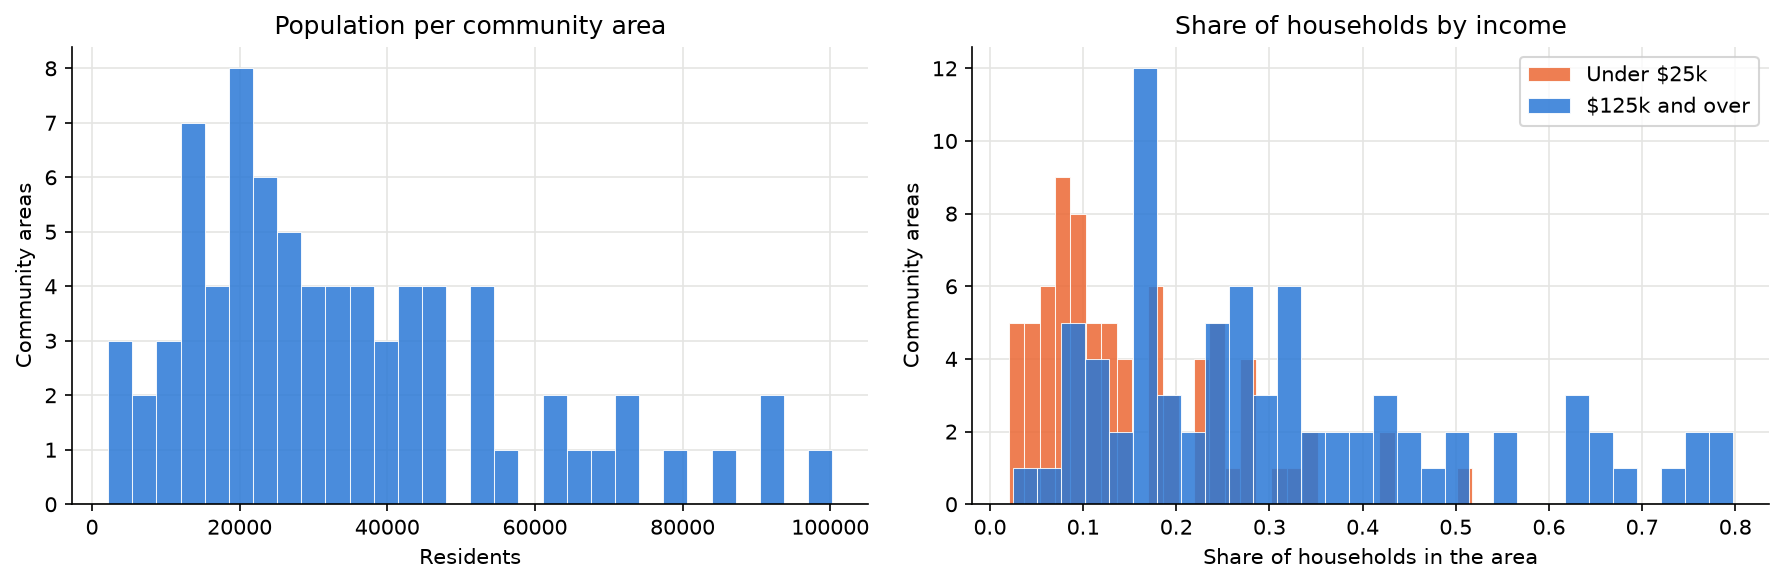 Population per community area
8
7
6
5
4
3
2
1
0
Community areas
0 20000 40000 60000 80000 100000
Residents
Share of households by income
Under $25k
$125k and over
12
10
8
6
4
2
0
Community areas
0.0 0.1 0.2 0.3 0.4 0.5 0.6 0.7 0.8
Share of households in the area